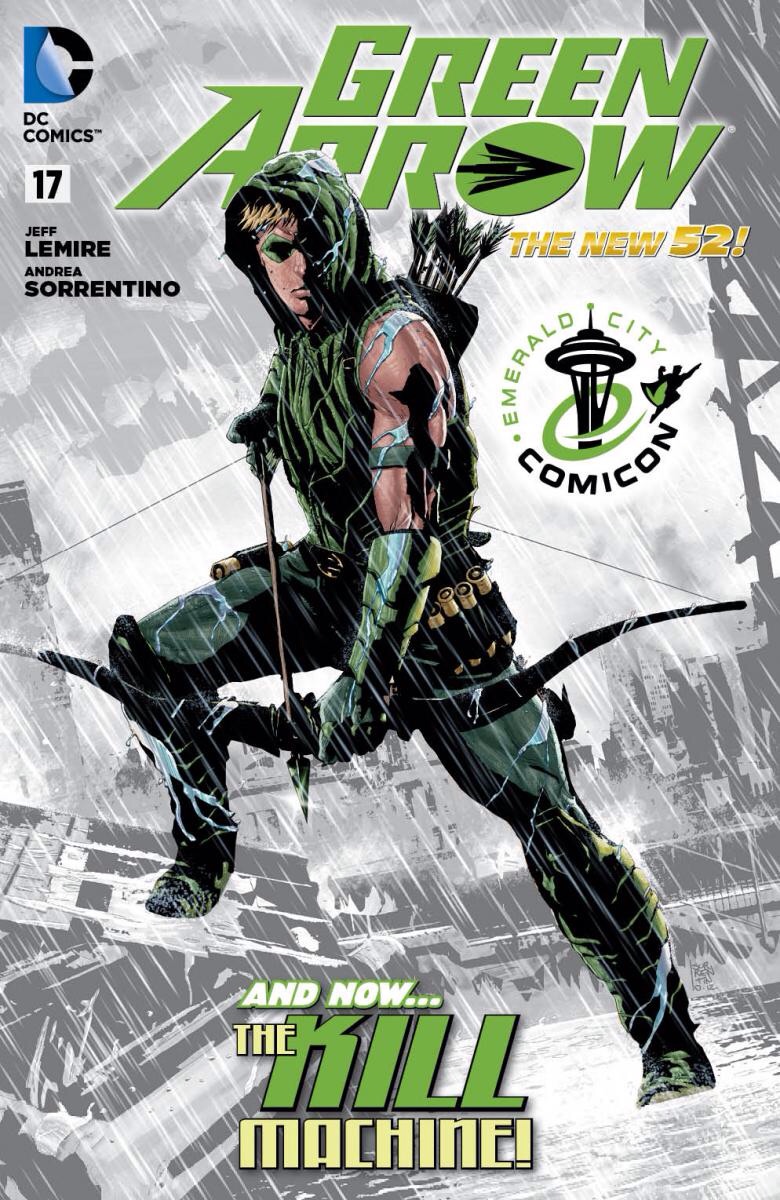 DC
COMICS™
GREEN
ARROW®
17
JEFF
LEMIRE
ANDREA
SORRENTINO
THE NEW 52!
• EMERALD CITY
COMICON •
AND NOW...
THE KILL
MACHINE!